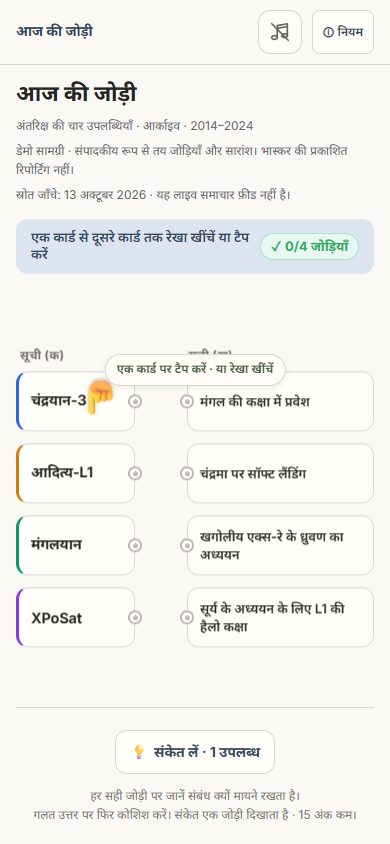 आज की जोड़ी
नियम
आज की जोड़ी
अंतरिक्ष की चार उपलब्धियाँ · आर्काइव · 2014–2024
डेमो सामग्री · संपादकीय रूप से तय जोड़ियाँ और सारांश। भास्कर की प्रकाशित
रिपोर्टिंग नहीं।
स्रोत जाँचे: 13 अक्टूबर 2026 · यह लाइव समाचार फ़ीड नहीं है।
एक कार्ड से दूसरे कार्ड तक रेखा खींचें या टैप
करें
✓ 0/4 जोड़ियाँ
सूची (क)
एक कार्ड पर टैप करें · या रेखा खींचें
चंद्रयान-3
मंगल की कक्षा में प्रवेश
आदित्य-L1
चंद्रमा पर सॉफ्ट लैंडिंग
मंगलयान
खगोलीय एक्स-रे के ध्रुवण का
अध्ययन
XPoSat
सूर्य के अध्ययन के लिए L1 की
हैलो कक्षा
संकेत लें · 1 उपलब्ध
हर सही जोड़ी पर जानें संबंध क्यों मायने रखता है।
गलत उत्तर पर फिर कोशिश करें। संकेत एक जोड़ी दिखाता है · 15 अंक कम।